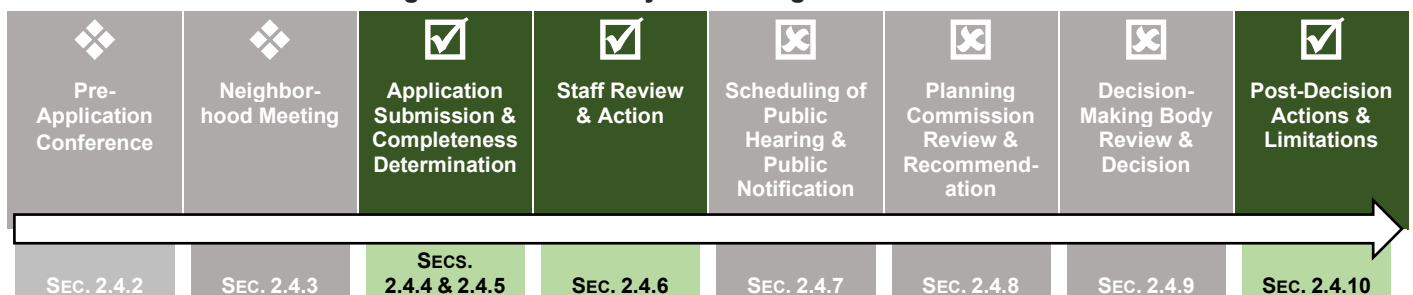 Pre-
Application
Conference
Neighbor-
hood Meeting
Application
Submission &
Completeness
Determination
Staff Review
& Action
Scheduling of
Public
Hearing &
Public
Notification
Planning
Commission
Review &
Recommend-
ation
Decision-
Making Body
Review &
Decision
Post-Decision
Actions &
Limitations
SEC. 2.4.2
SEC. 2.4.3
SECS.
2.4.4 & 2.4.5
SEC. 2.4.6
SEC. 2.4.7
SEC. 2.4.8
SEC. 2.4.9
SEC. 2.4.10